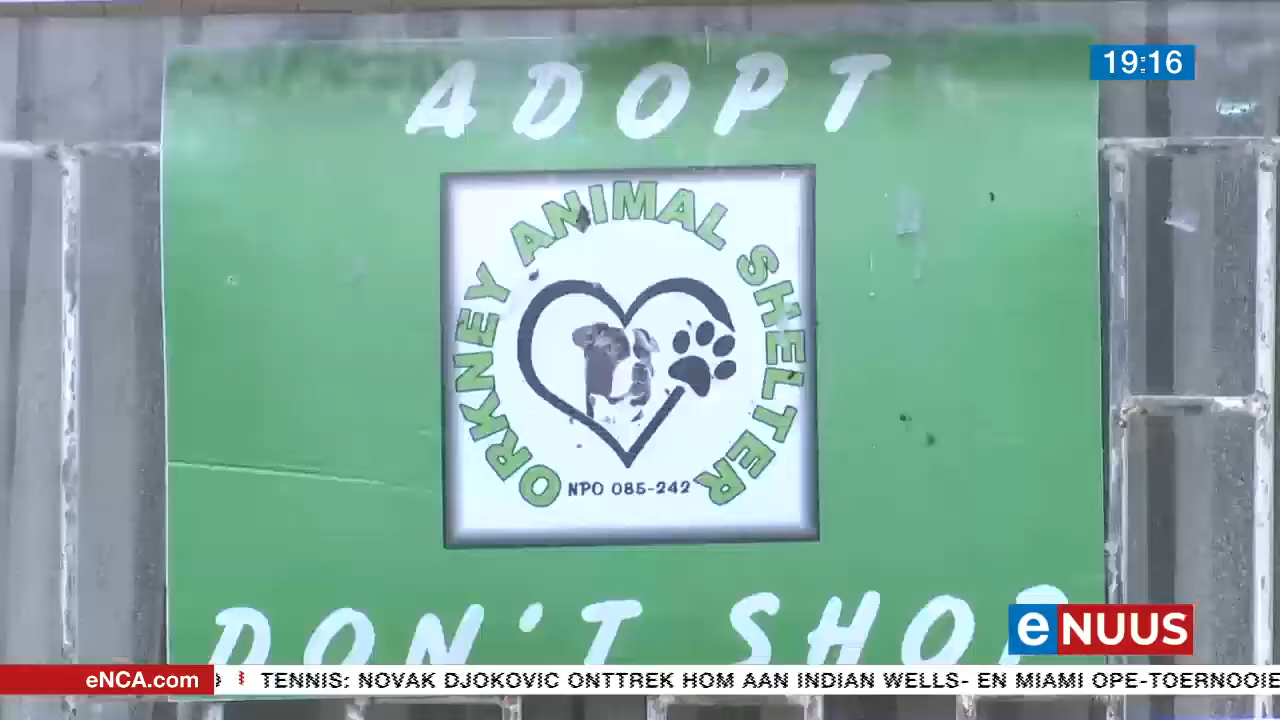 19:16
ADOPT
ORKNEY ANIMAL SHELTER
NPO 085-242
DON'T SHOP
eNUUS
eNCA.com
TENNIS: NOVAK DJOKOVIC ONTTREK HOM AAN INDIAN WELLS- EN MIAMI OPE-TOERNOOIE